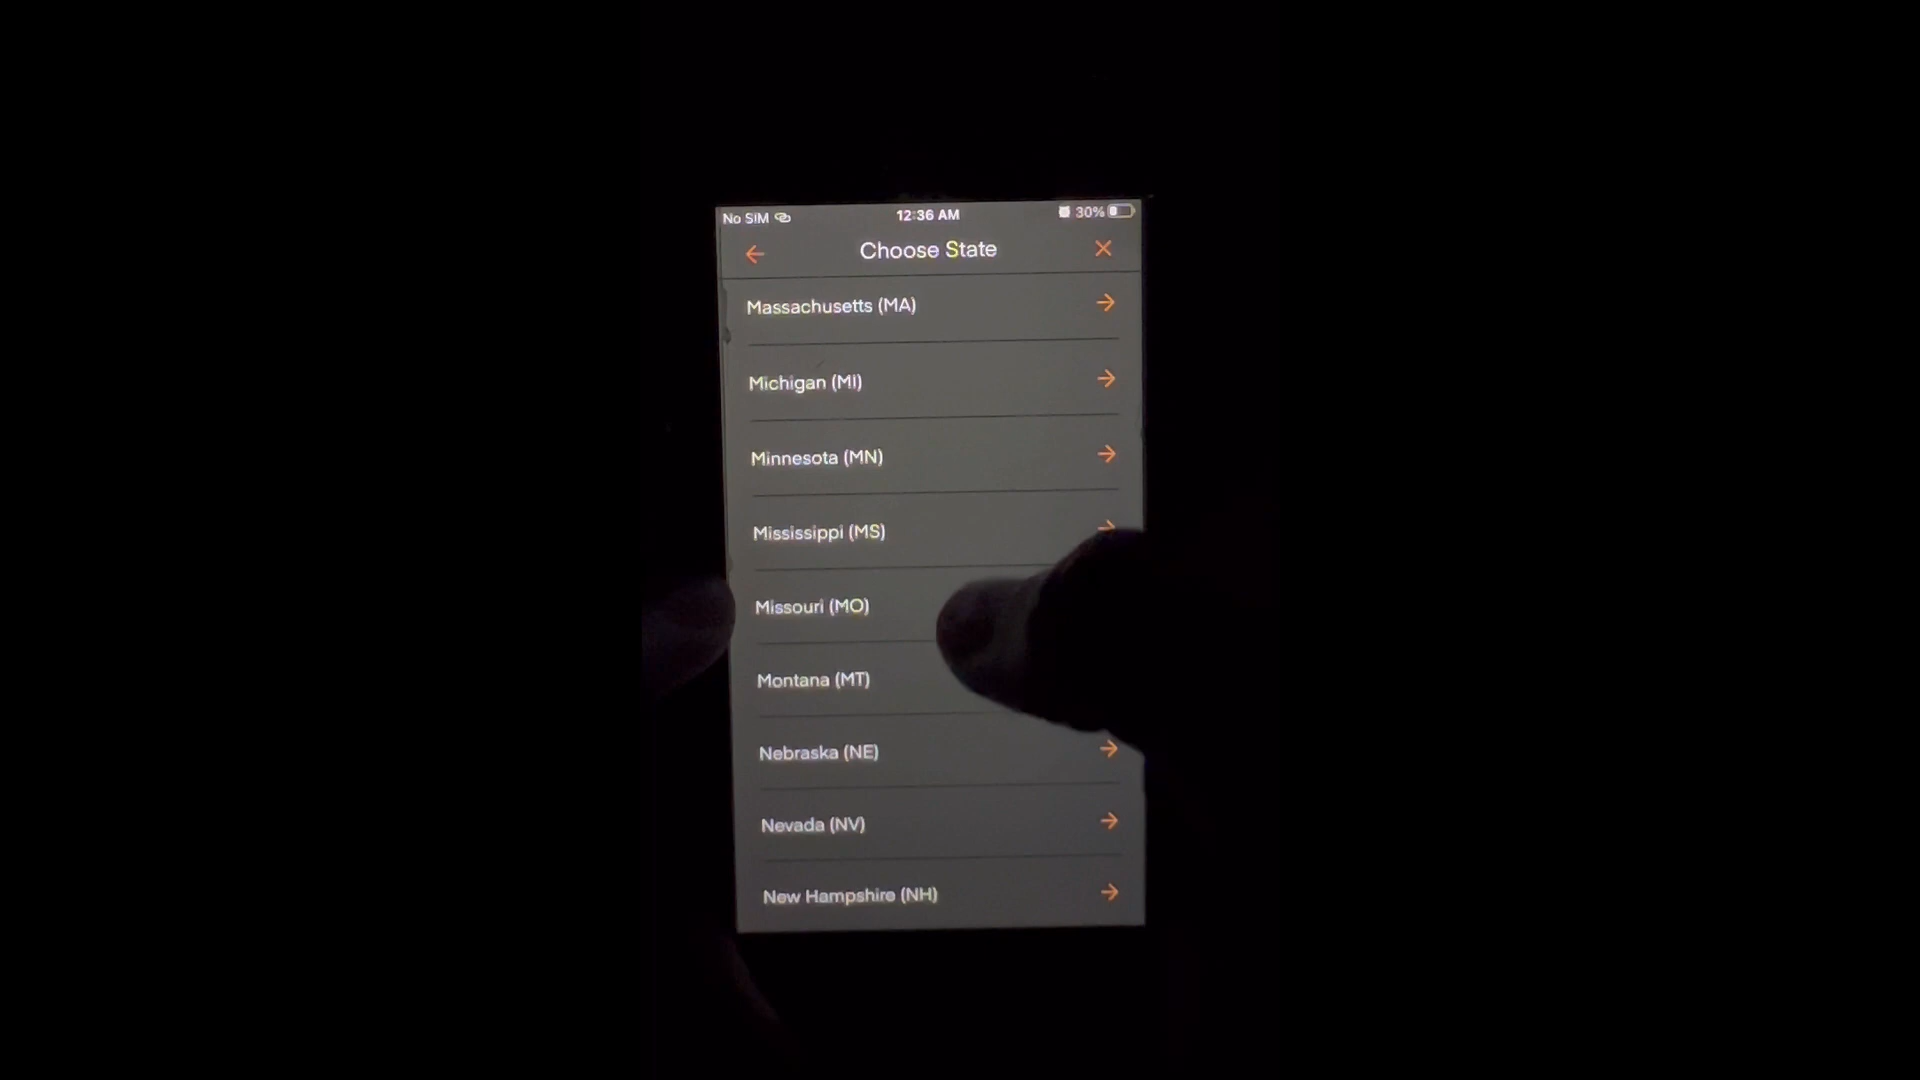 No SIM 12:36 AM 30%
Choose State
Massachusetts (MA)
Michigan (MI)
Minnesota (MN)
Mississippi (MS)
Missouri (MO)
Montana (MT)
Nebraska (NE)
Nevada (NV)
New Hampshire (NH)